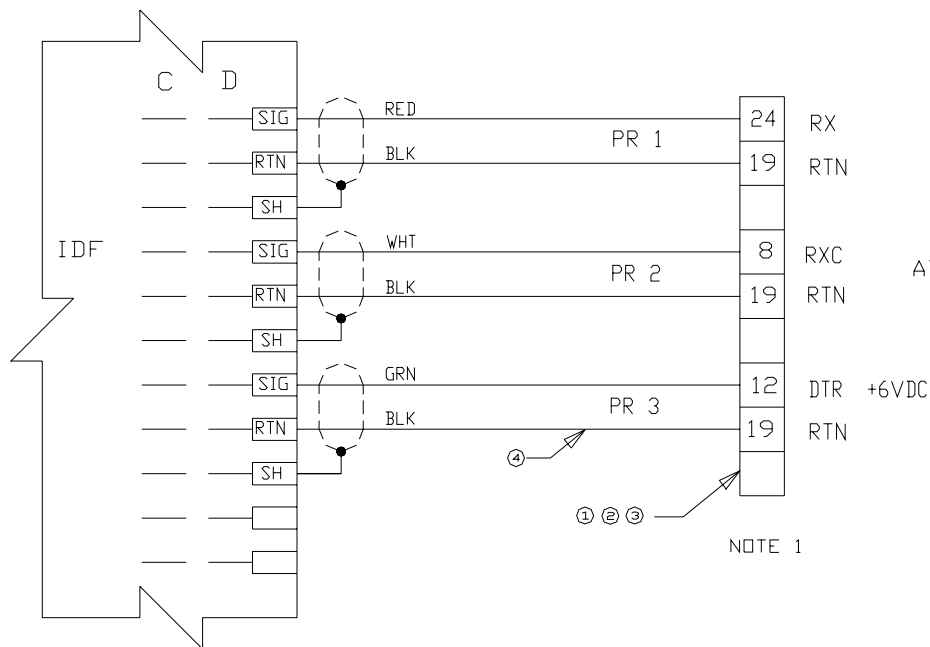 C D
SIG RED 24 RX
PR 1
RTN BLK 19 RTN
SH
IDF SIG WHT 8 RXC
PR 2
RTN BLK 19 RTN
SH
SIG GRN 12 DTR +6VDC
PR 3
RTN BLK 19 RTN
④
SH
① ② ③
NOTE 1